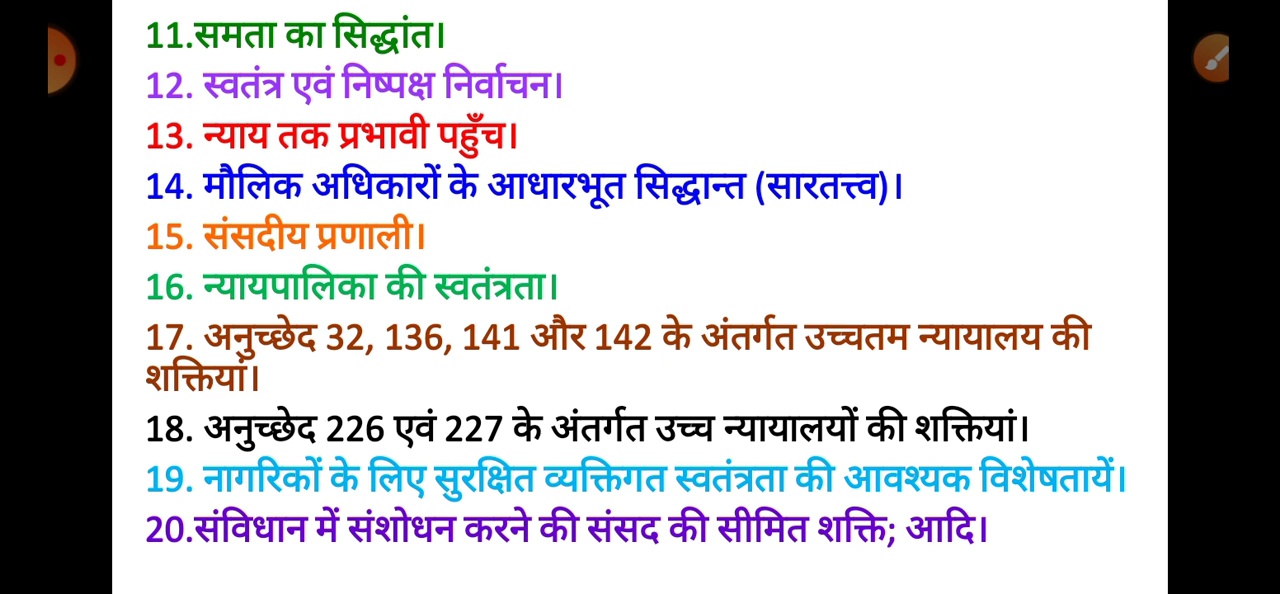 11.समता का सिद्धांत।
12. स्वतंत्र एवं निष्पक्ष निर्वाचन।
13. न्याय तक प्रभावी पहुँच।
14. मौलिक अधिकारों के आधारभूत सिद्धान्त (सारतत्त्व)।
15. संसदीय प्रणाली।
16. न्यायपालिका की स्वतंत्रता।
17. अनुच्छेद 32, 136, 141 और 142 के अंतर्गत उच्चतम न्यायालय की
शक्तियां।
18. अनुच्छेद 226 एवं 227 के अंतर्गत उच्च न्यायालयों की शक्तियां।
19. नागरिकों के लिए सुरक्षित व्यक्तिगत स्वतंत्रता की आवश्यक विशेषतायें।
20.संविधान में संशोधन करने की संसद की सीमित शक्ति; आदि।